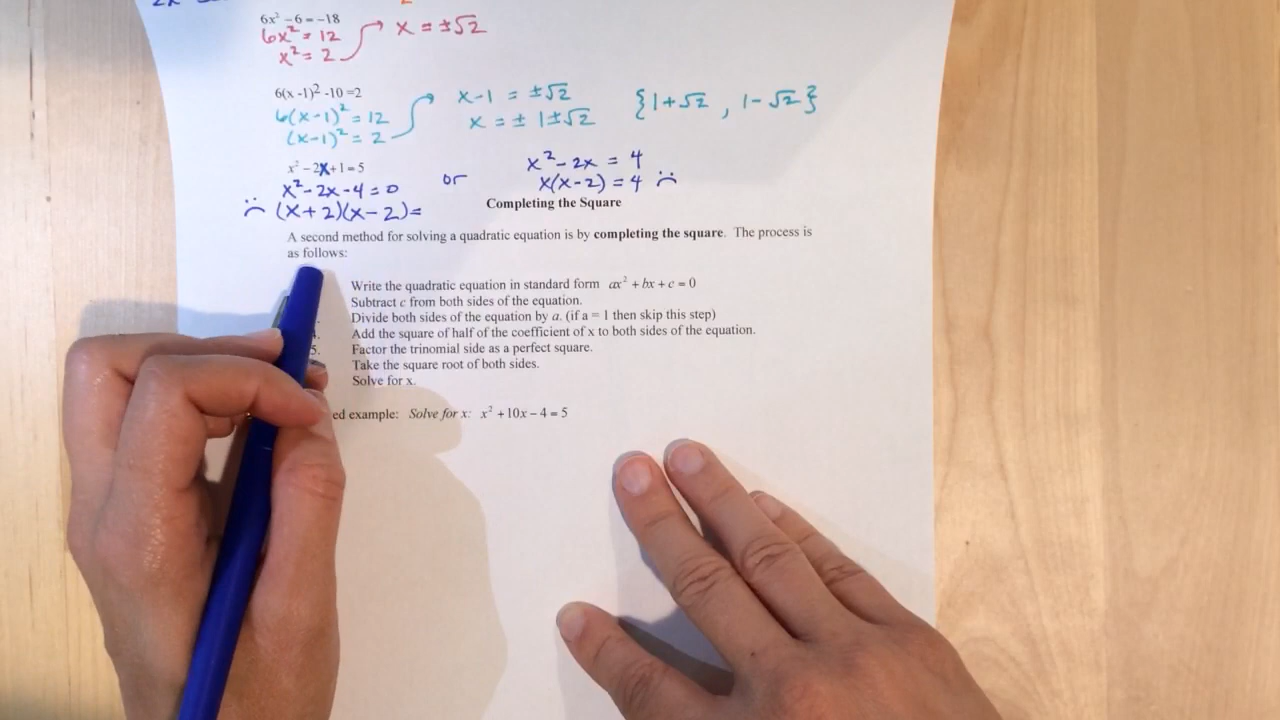 6x² – 6 = –18
6x² = 12
x² = 2
x = ±√2
6(x -1)² -10 =2
6(x-1)² = 12
(x-1)² = 2
x-1 = ±√2
x = ± 1±√2
{1+√2 , 1-√2}
x² – 2x + 1 = 5
x²-2x-4=0
(x+2)(x-2)=
or
x²-2x = 4
x(x-2) = 4
Completing the Square
A second method for solving a quadratic equation is by completing the square. The process is
as follows:
Write the quadratic equation in standard form ax² + bx + c = 0
Subtract c from both sides of the equation.
Divide both sides of the equation by a. (if a = 1 then skip this step)
Add the square of half of the coefficient of x to both sides of the equation.
5. Factor the trinomial side as a perfect square.
Take the square root of both sides.
Solve for x.
ed example: Solve for x: x² + 10x – 4 = 5